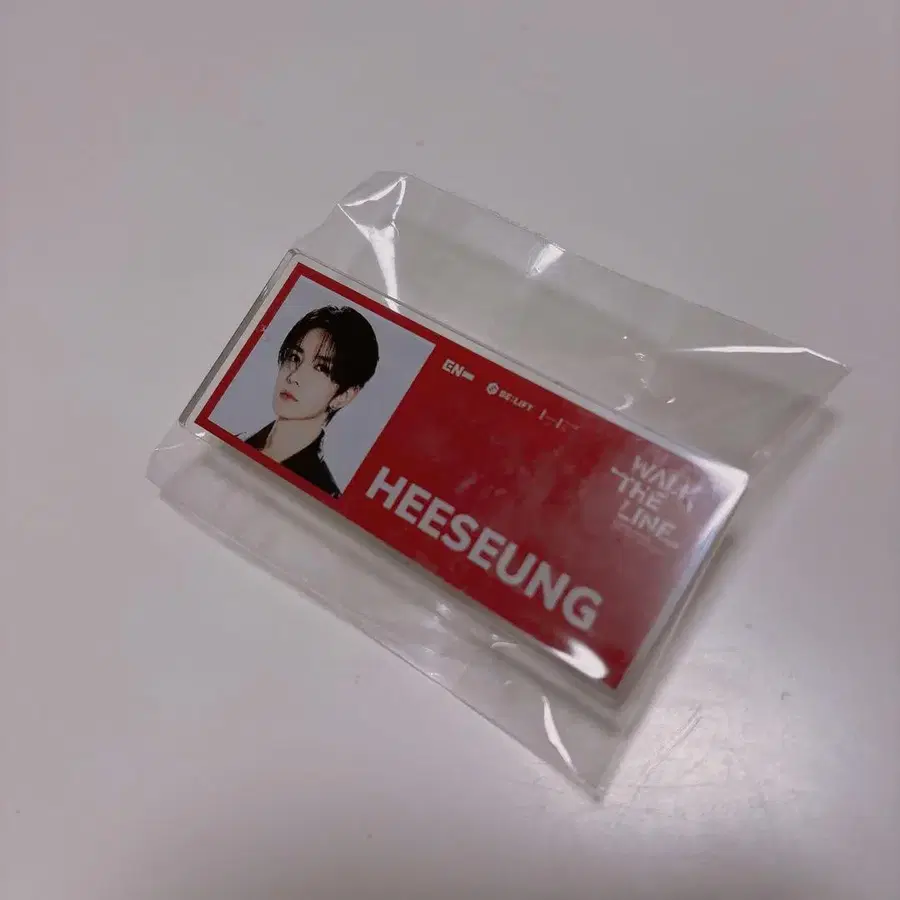 EN-
BE:LIFT
HEESEUNG
WALK
THE
LINE